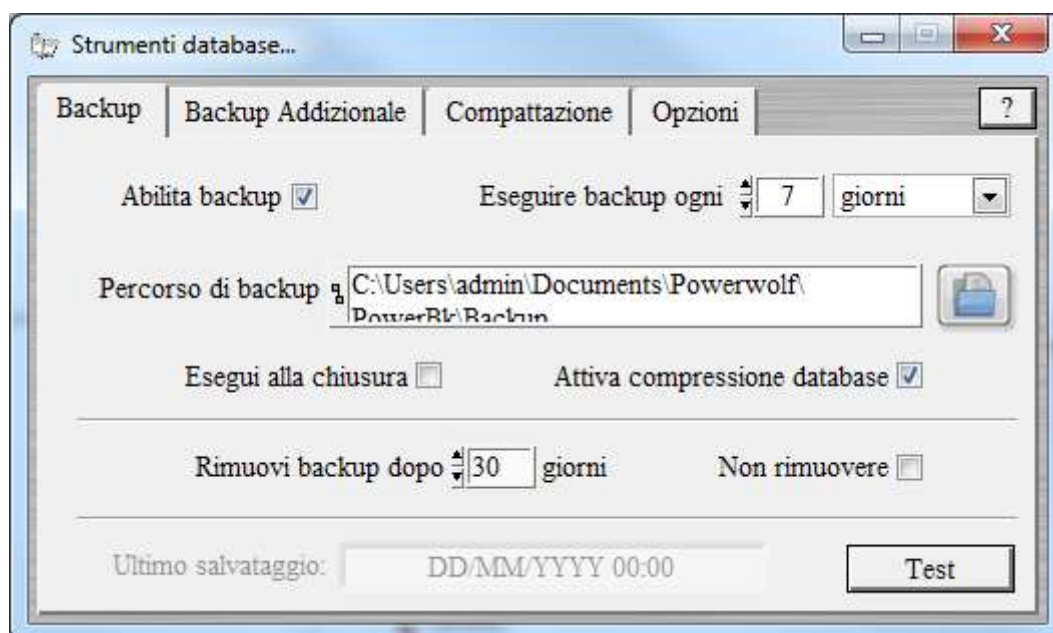 Strumenti database...
Backup Backup Addizionale Compattazione Opzioni ?
Abilita backup Eseguire backup ogni 7 giorni
Percorso di backup C:\Users\admin\Documents\Powerwolf\
PowerBk\Backup
Esegui alla chiusura Attiva compressione database
Rimuovi backup dopo 30 giorni Non rimuovere
Ultimo salvataggio: DD/MM/YYYY 00:00 Test